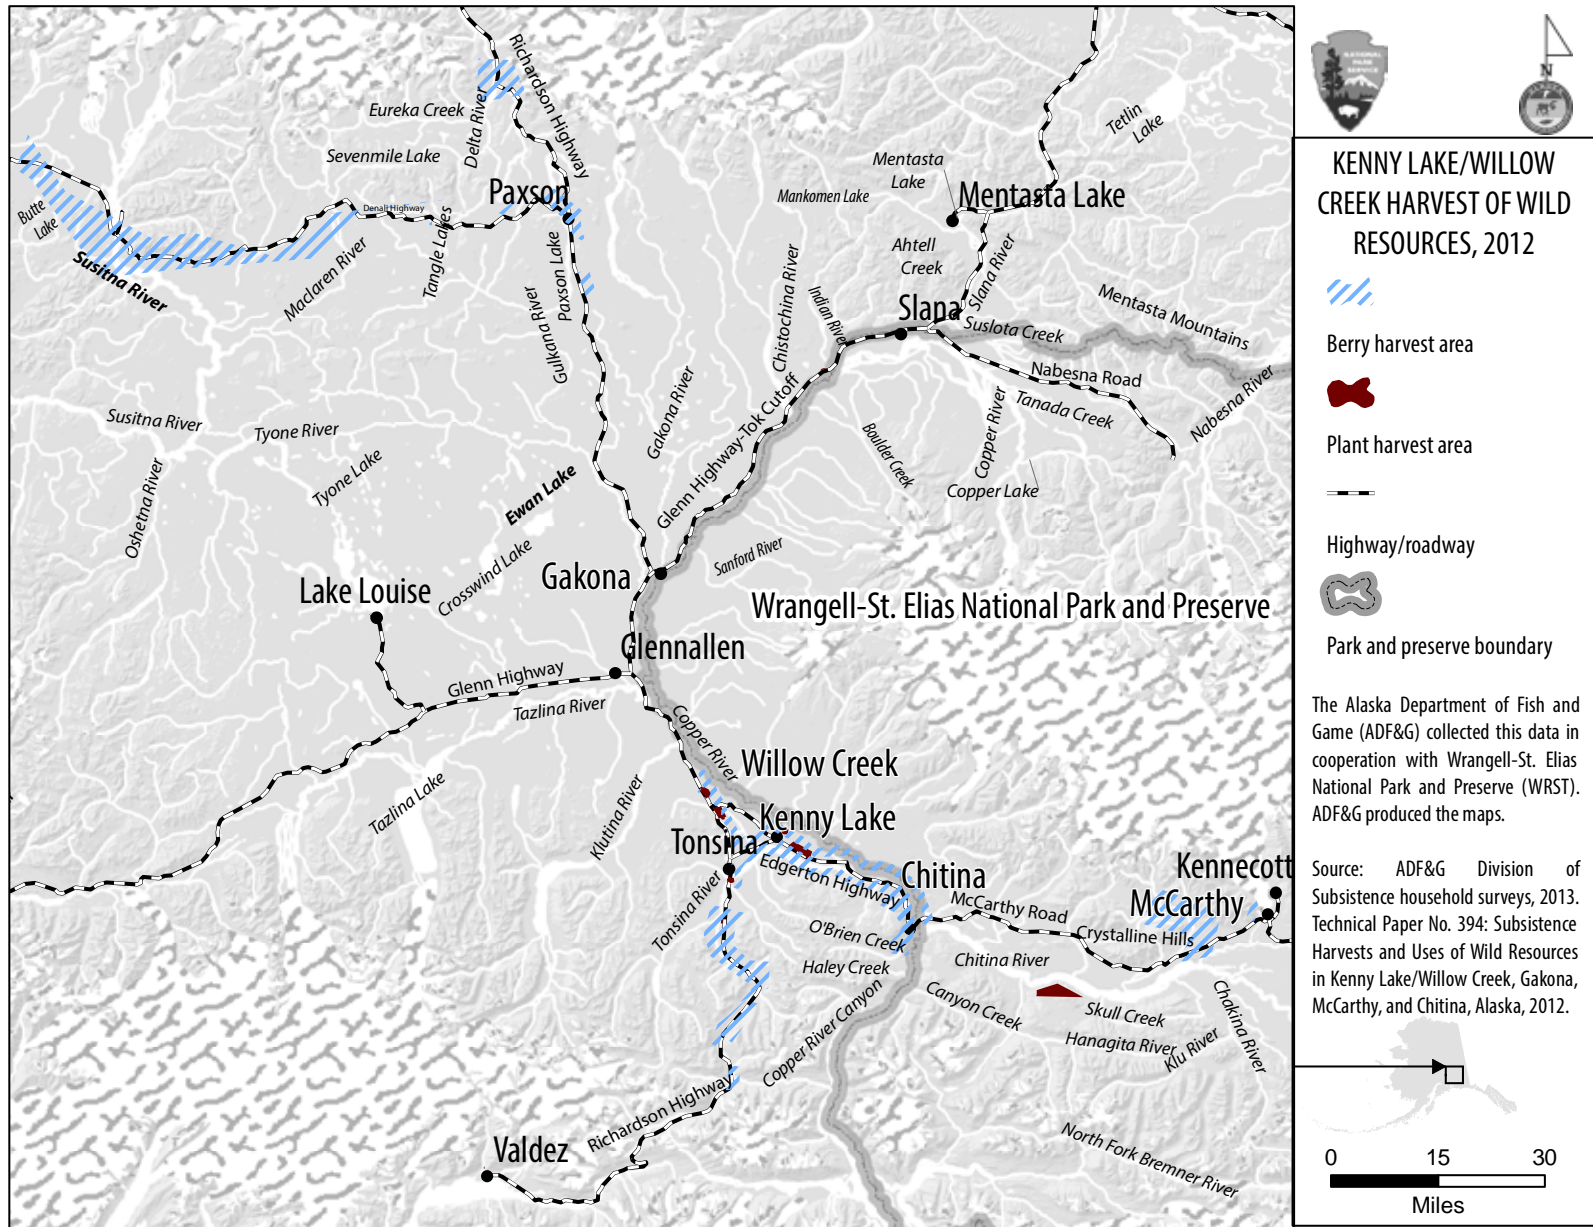 Richardson Highway
Eureka Creek
Delta River
Sevenmile Lake
Paxson
Denali Highway
Butte
Lake
Susitna River
Maclaren River
Tangle Lakes
Gulkana River
Paxson Lake
Tetlin
Lake
Mentasta
Lake
Mankomen Lake
Mentasta Lake
Ahtell
Creek
Slana River
Chistochina River
Indian River
Slana
Suslota Creek
Mentasta Mountains
Nabesna Road
Nabesna River
Tanada Creek
Copper River
Boulder Creek
Copper Lake
Susitna River
Tyone River
Tyone Lake
Oshetna River
Ewan Lake
Crosswind Lake
Gakona River
Glenn Highway-Tok Cutoff
Gakona
Sanford River
Lake Louise
Wrangell-St. Elias National Park and Preserve
Glennallen
Glenn Highway
Tazlina River
Copper River
Tazlina Lake
Klutina River
Willow Creek
Kenny Lake
Tonsina
Edgerton Highway
Chitina
Tonsina River
O'Brien Creek
Haley Creek
McCarthy Road
Kennecott
McCarthy
Crystalline Hills
Chitina River
Canyon Creek
Skull Creek
Hanagita River
Klu River
Chakina River
Copper River Canyon
Richardson Highway
Valdez
North Fork Bremner River
NATIONAL
PARK
SERVICE
N
KENNY LAKE/WILLOW
CREEK HARVEST OF WILD
RESOURCES, 2012
Berry harvest area
Plant harvest area
Highway/roadway
Park and preserve boundary
The Alaska Department of Fish and
Game (ADF&G) collected this data in
cooperation with Wrangell-St. Elias
National Park and Preserve (WRST).
ADF&G produced the maps.
Source: ADF&G Division of
Subsistence household surveys, 2013.
Technical Paper No. 394: Subsistence
Harvests and Uses of Wild Resources
in Kenny Lake/Willow Creek, Gakona,
McCarthy, and Chitina, Alaska, 2012.
0 15 30
Miles